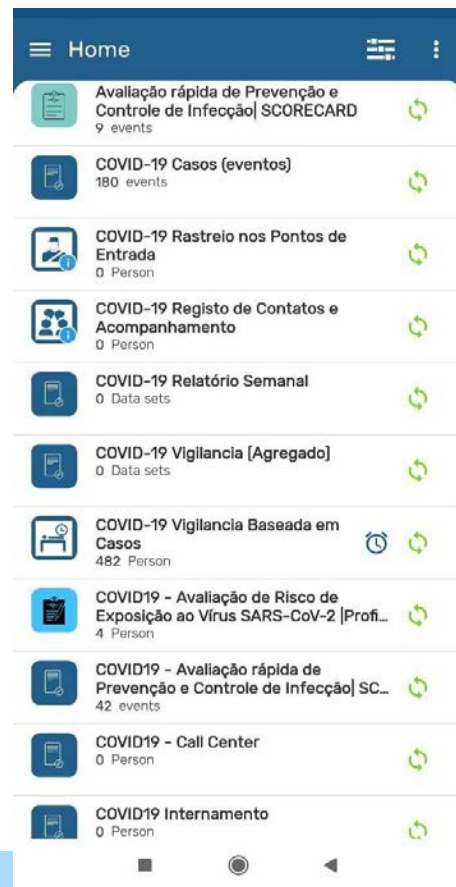 Home
Avaliação rápida de Prevenção e
Controle de Infecção| SCORECARD
9 events
COVID-19 Casos (eventos)
180 events
COVID-19 Rastreio nos Pontos de
Entrada
0 Person
COVID-19 Registo de Contatos e
Acompanhamento
0 Person
COVID-19 Relatório Semanal
0 Data sets
COVID-19 Vigilancia [Agregado]
0 Data sets
COVID-19 Vigilancia Baseada em
Casos
482 Person
COVID19 - Avaliação de Risco de
Exposição ao Vírus SARS-CoV-2 |Profi...
4 Person
COVID19 - Avaliação rápida de
Prevenção e Controle de Infecção| SC...
42 events
COVID19 - Call Center
0 Person
COVID19 Internamento
0 Person